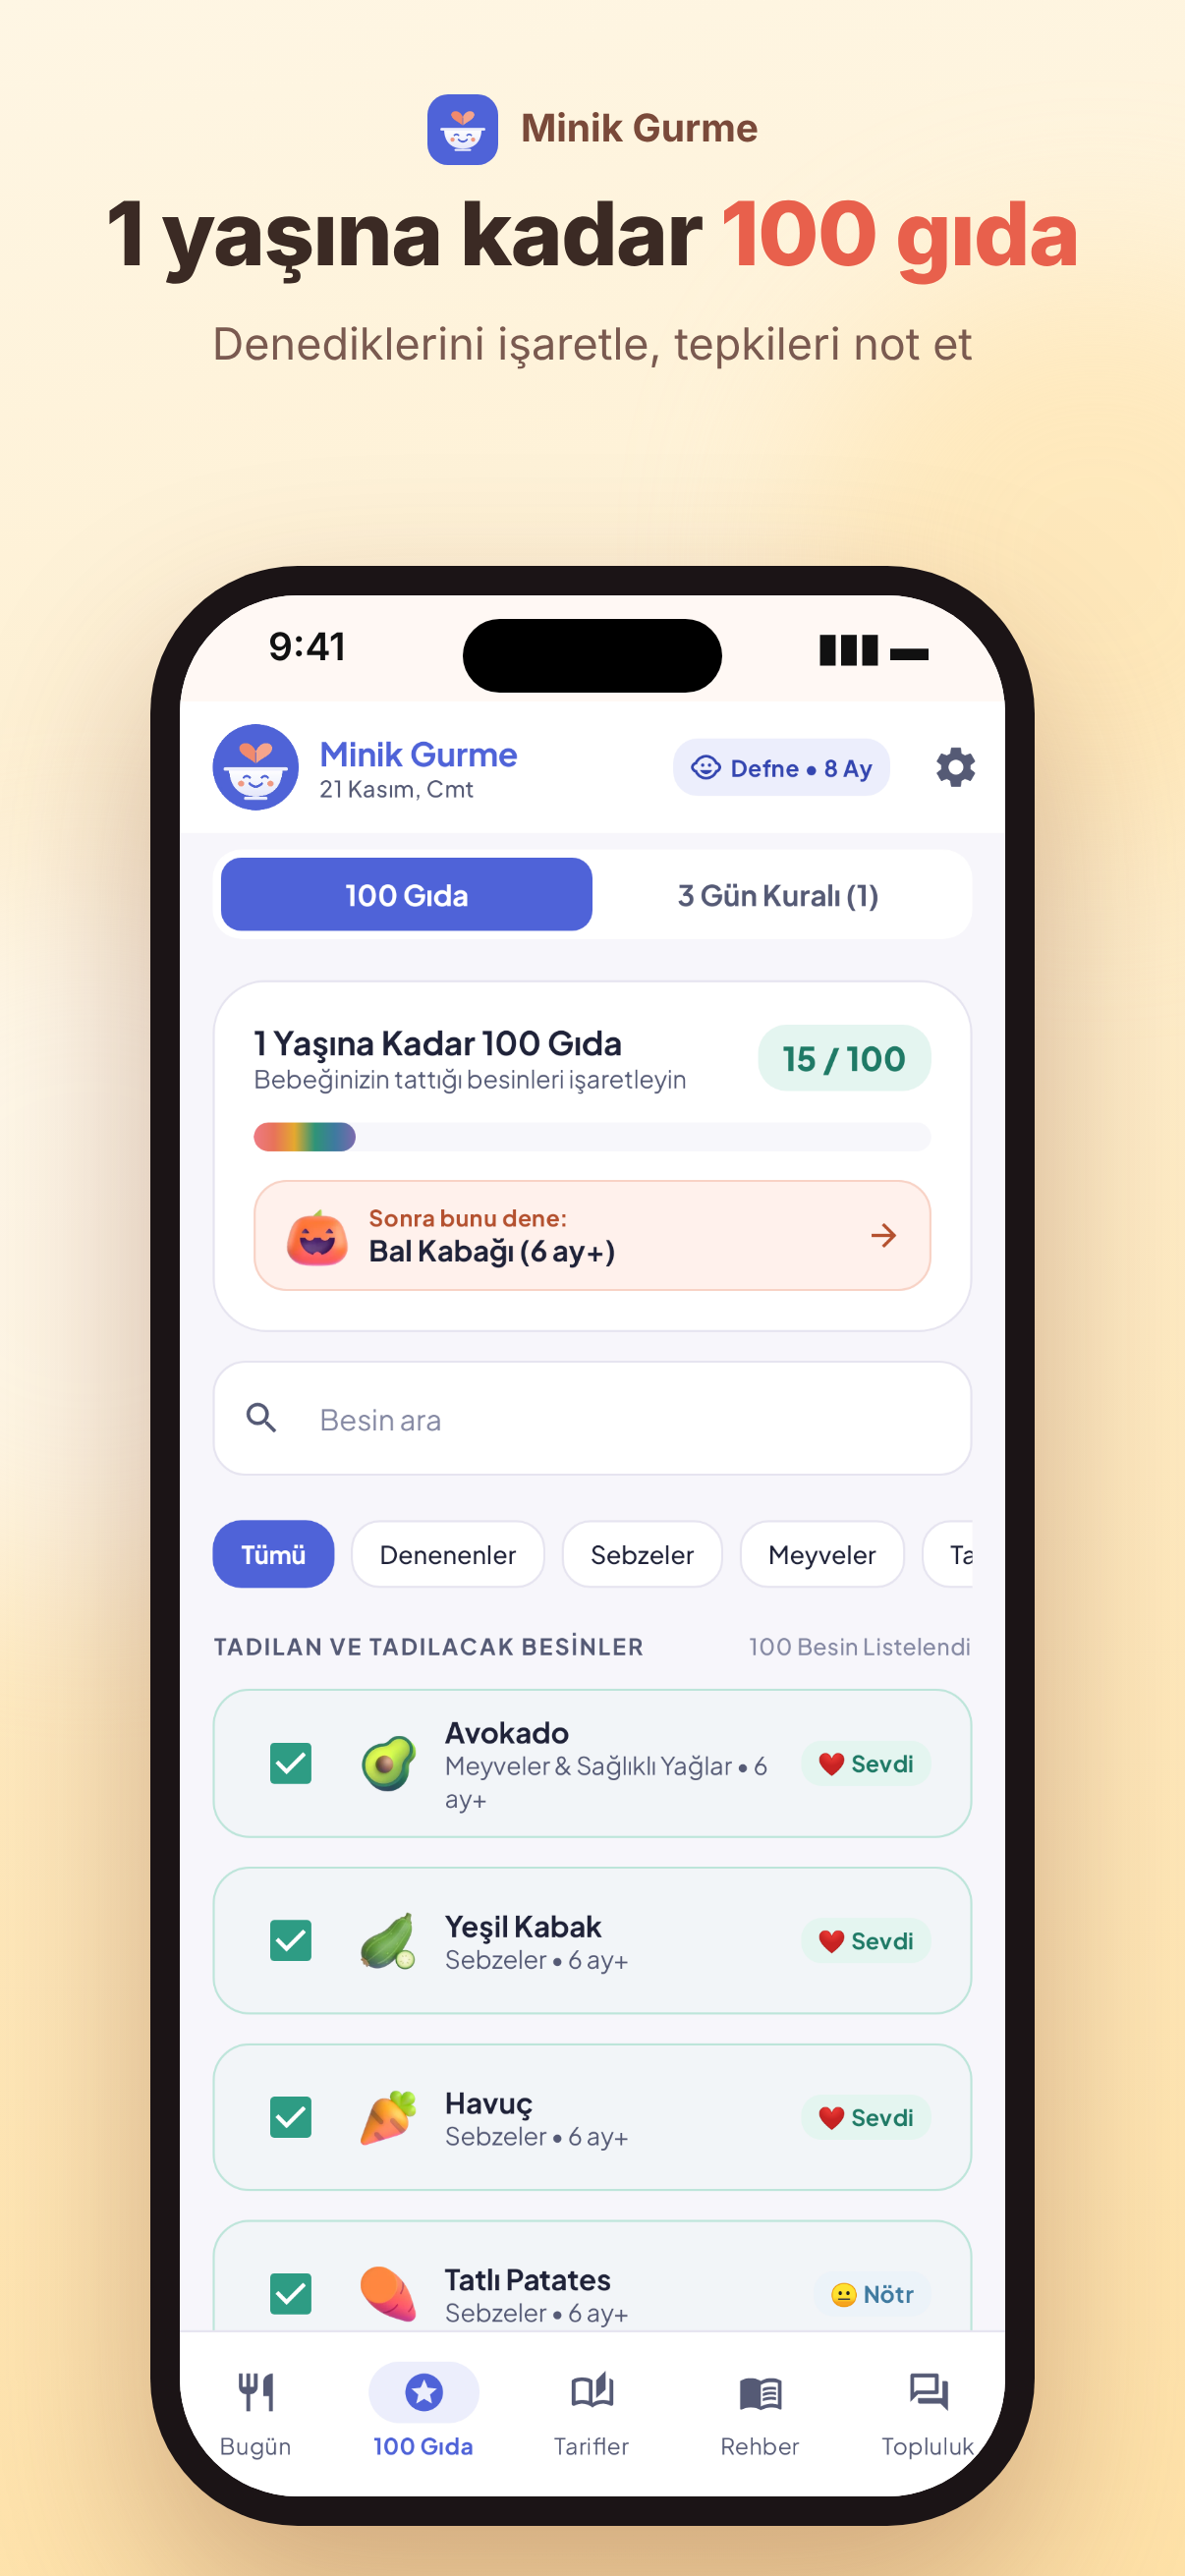 Minik Gurme
1 yaşına kadar 100 gıda
Denediklerini işaretle, tepkileri not et
9:41
Minik Gurme
21 Kasım, Cmt
Defne • 8 Ay
100 Gıda
3 Gün Kuralı (1)
1 Yaşına Kadar 100 Gıda
Bebeğinizin tattığı besinleri işaretleyin
15 / 100
Sonra bunu dene:
Bal Kabağı (6 ay+)
Besin ara
Tümü
Denenenler
Sebzeler
Meyveler
Ta
TADILAN VE TADILACAK BESİNLER
100 Besin Listelendi
Avokado
Meyveler & Sağlıklı Yağlar • 6
ay+
Sevdi
Yeşil Kabak
Sebzeler • 6 ay+
Sevdi
Havuç
Sebzeler • 6 ay+
Sevdi
Tatlı Patates
Sebzeler • 6 ay+
Nötr
Bugün
100 Gıda
Tarifler
Rehber
Topluluk